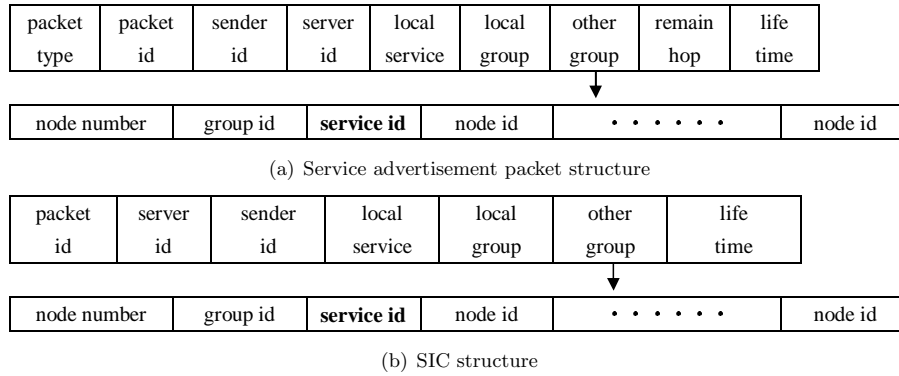 packet packet sender server local local other remain life
type id id id service group group hop time
node number group id service id node id · · · · · · node id
(a) Service advertisement packet structure
packet server sender local local other life
id id id service group group time
node number group id service id node id · · · · · · node id
(b) SIC structure